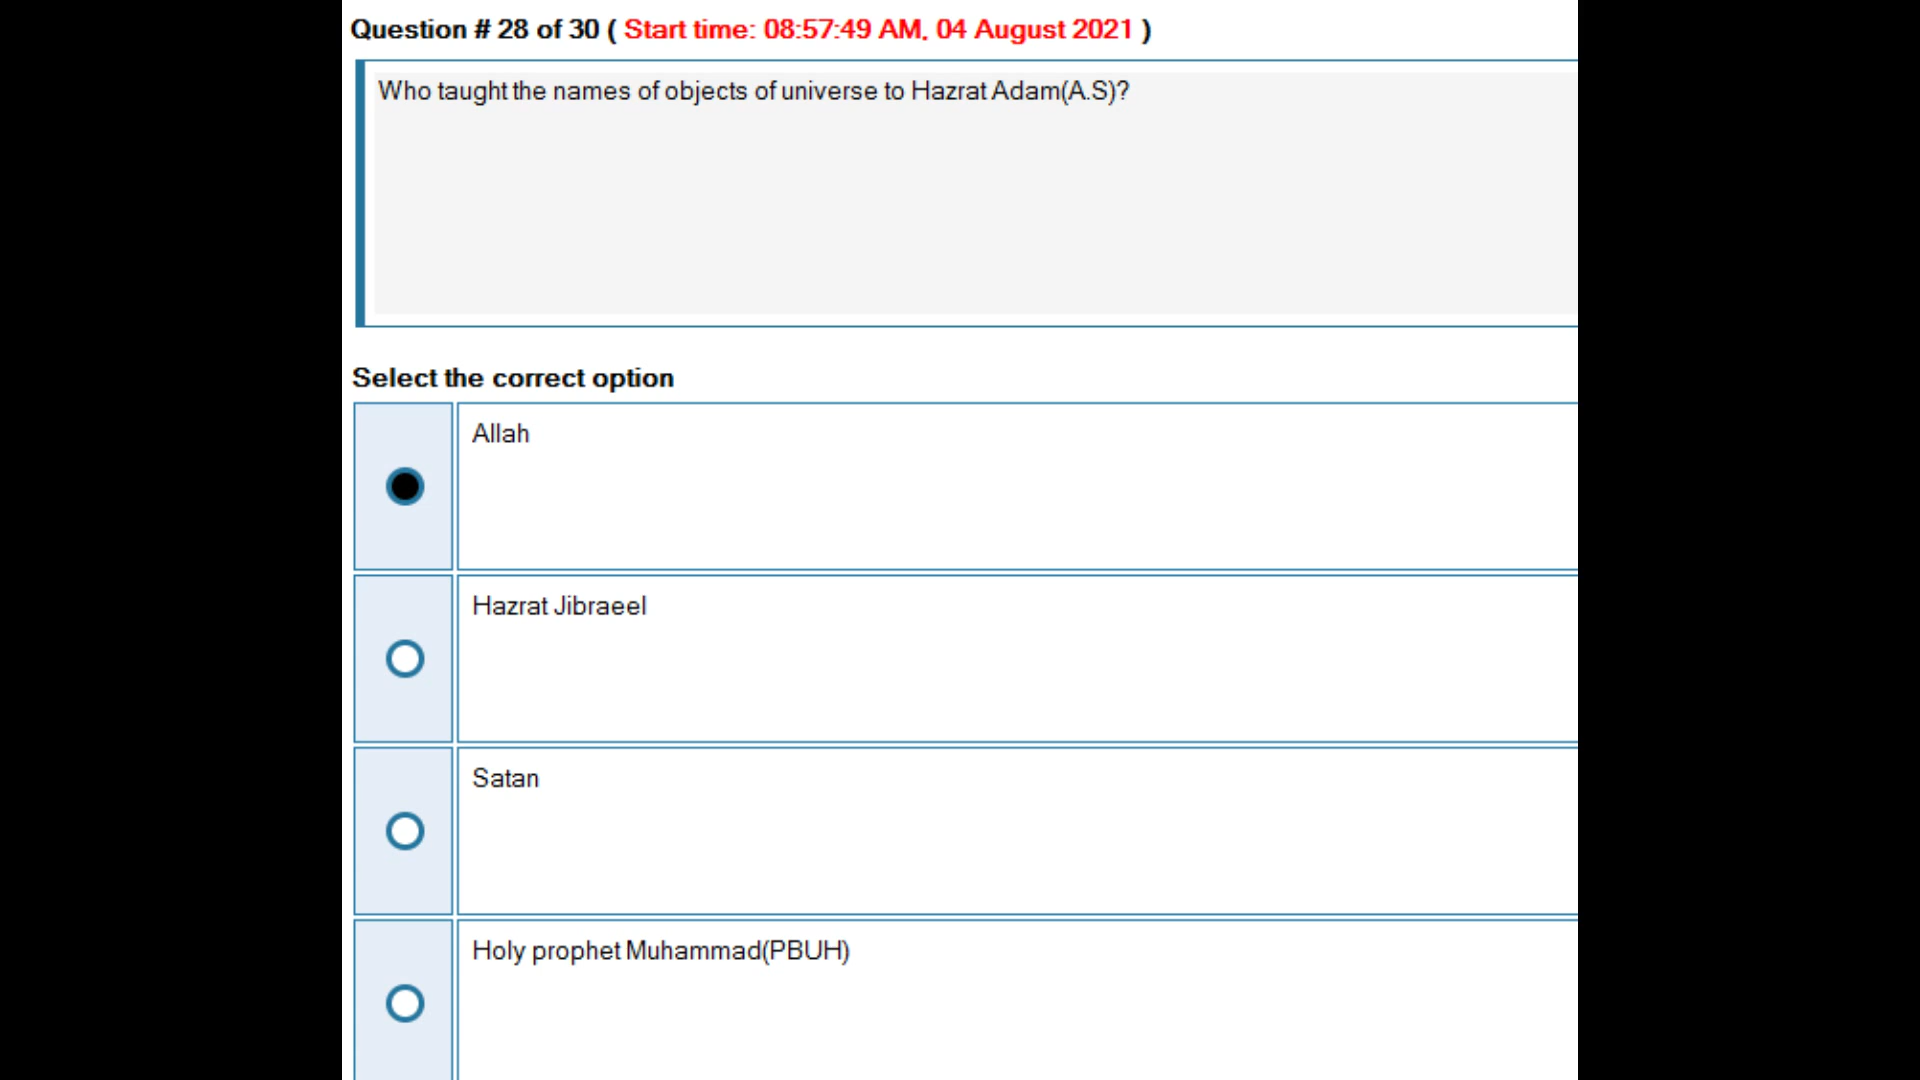 Question # 28 of 30 ( Start time: 08:57:49 AM, 04 August 2021 )
Who taught the names of objects of universe to Hazrat Adam(A.S)?
Select the correct option
Allah
Hazrat Jibraeel
Satan
Holy prophet Muhammad(PBUH)